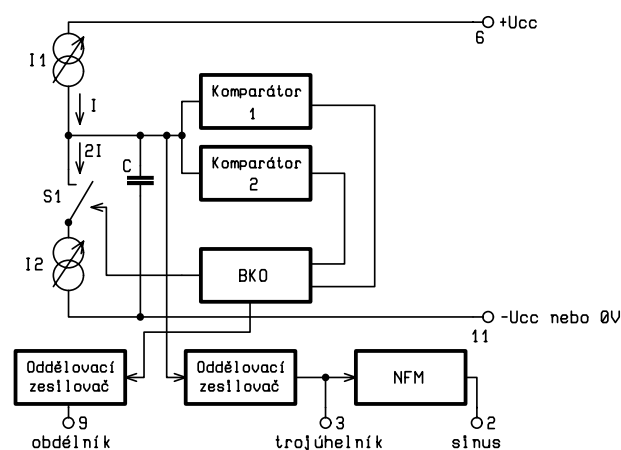 +Ucc
6
I1
I
Komparátor
1
2I
C
Komparátor
2
S1
I2
BKO
-Ucc nebo 0V
11
Oddělovací
zesilovač
Oddělovací
zesilovač
NFM
9
3
2
obdélník
trojúhelník
sinus